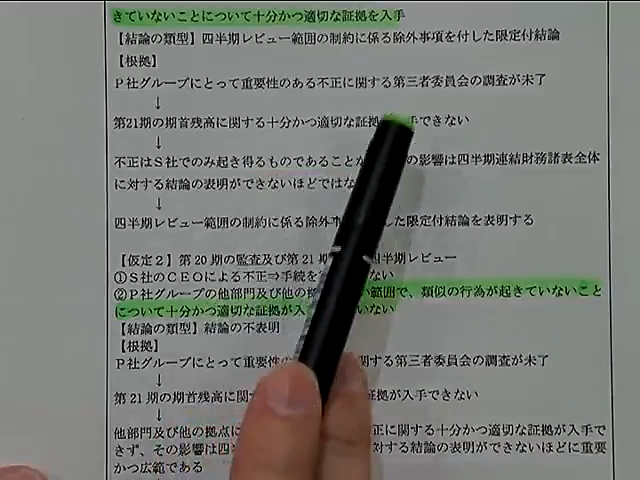 きていないことについて十分かつ適切な証拠を入手
【結論の類型】四半期レビュー範囲の制約に係る除外事項を付した限定付結論
【根拠】
P社グループにとって重要性のある不正に関する第三者委員会の調査が未了
↓
第21期の期首残高に関する十分かつ適切な証拠 手できない
↓
不正はS社でのみ起き得るものであること の影響は四半期連結財務諸表全体
に対する結論の表明ができないほどではな
↓
四半期レビュー範囲の制約に係る除外 した限定付結論を表明する
【仮定２】第 20 期の監査及び第 21 四半期レビュー
①S社のCEOによる不正⇒手続を ない
②P社グループの他部門及び他の い範囲で、類似の行為が起きていないこと
について十分かつ適切な証拠が入 いない
【結論の類型】結論の不表明
【根拠】
P社グループにとって重要性 する第三者委員会の調査が未了
↓
第 21 期の期首残高に関 拠が入手できない
↓
他部門及び他の拠点に 正に関する十分かつ適切な証拠が入手で
きず、その影響は四 対する結論の表明ができないほどに重要
かつ広範である